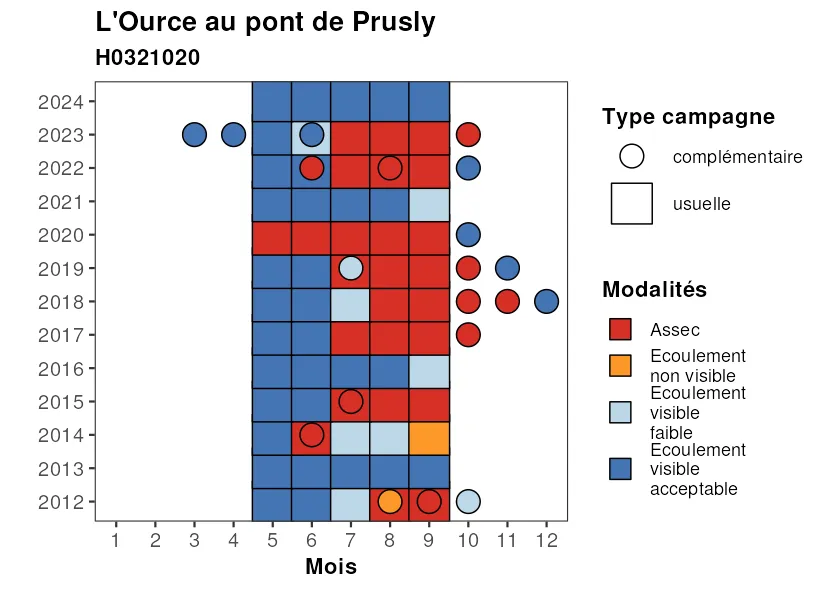 L'Ource au pont de Prusly
H0321020
2024
2023
2022
2021
2020
2019
2018
2017
2016
2015
2014
2013
2012
1 2 3 4 5 6 7 8 9 10 11 12
Mois
Type campagne
complémentaire
usuelle
Modalités
Assec
Ecoulement
non visible
Ecoulement
visible
faible
Ecoulement
visible
acceptable